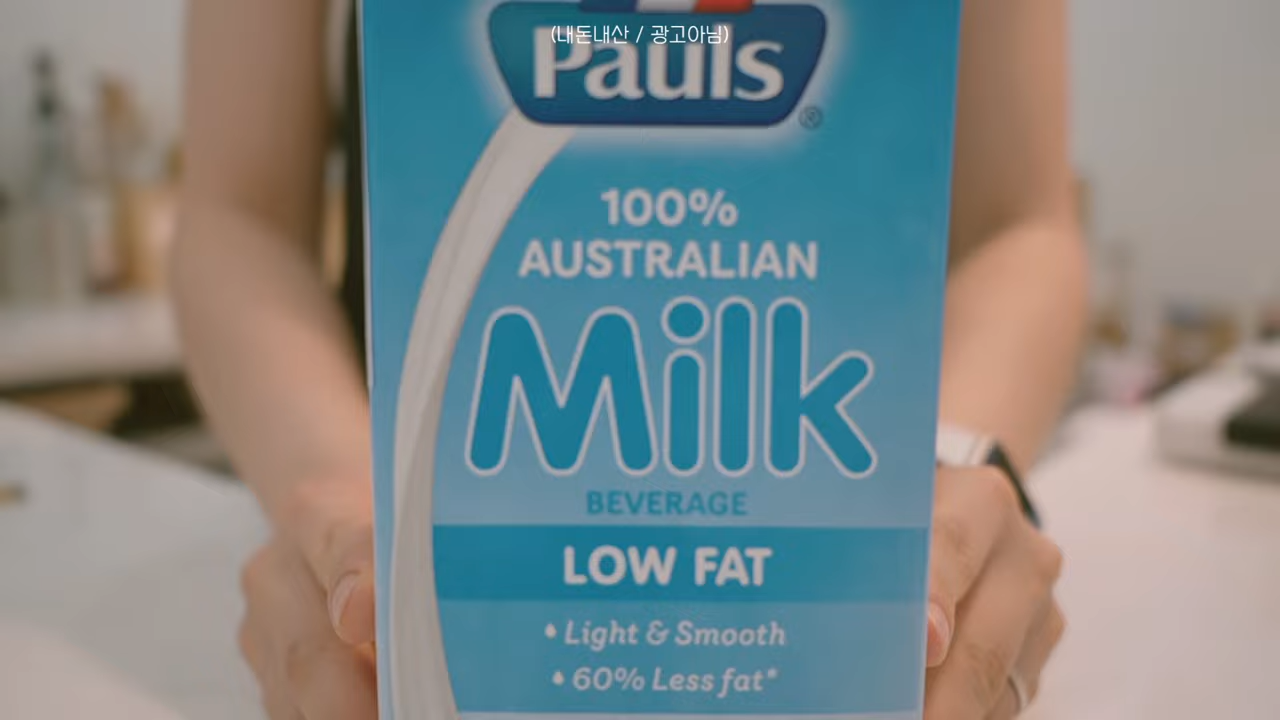 (내돈내산 / 광고아님)
Pauls
®
100%
AUSTRALIAN
Milk
BEVERAGE
LOW FAT
• Light & Smooth
• 60% Less fat*